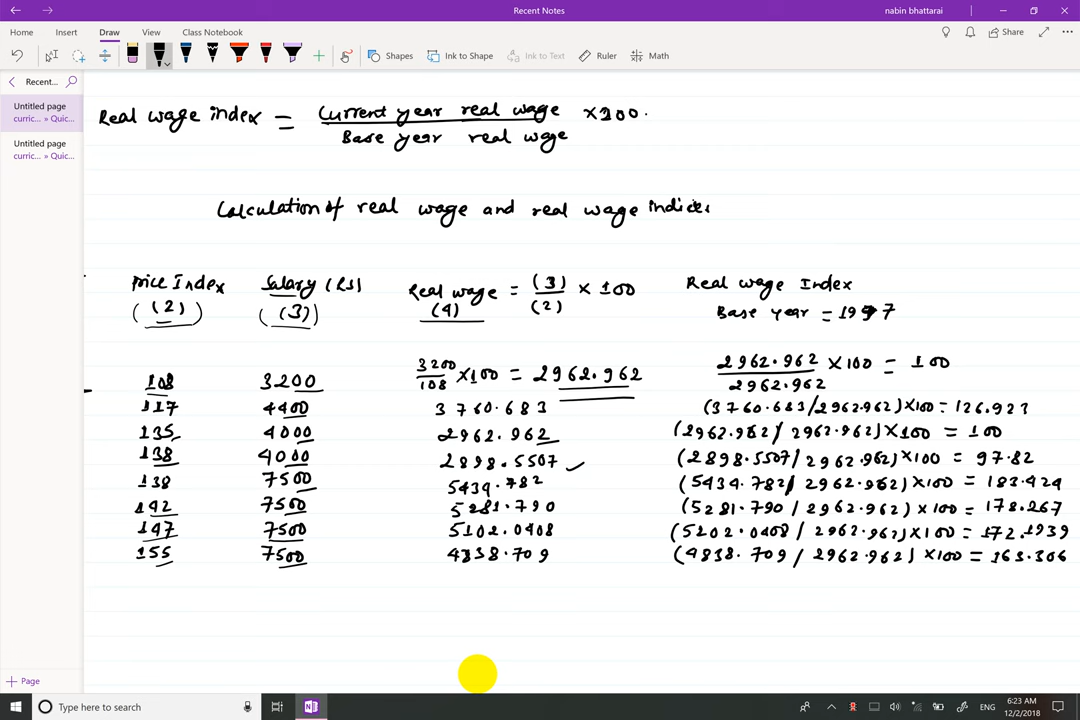 Recent Notes
nabin bhattarai
Home Insert Draw View Class Notebook
Share
Shapes Ink to Shape Ink to Text Ruler Math
Recent...
Untitled page
curric... » Quic...
Untitled page
curric... » Quic...
Real wage index = Current year real wage ×100.
Base year real wage
Calculation of real wage and real wage indices
Price Index Salary (Rs) Real wage = (3) × 100 Real wage Index
(2) (3) (4) (2) Base year = 1997
3200/108 ×100 = 2962.962 2962.962/2962.962 ×100 = 100
108 3200
117 4400 3760.683 (3760.683/2962.962)×100=126.923
135 4000 2962.962 (2962.962/2962.962)×100=100
138 4000 2898.5507 (2898.5507/2962.962)×100=97.82
138 7500 5434.782 (5434.782/2962.962)×100=183.424
142 7500 5281.790 (5281.790/2962.962)×100=178.267
147 7500 5102.0408 (5202.0408/2962.962)×100=172.1939
155 7500 4838.709 (4838.709/2962.962)×100=163.306
Page
Type here to search
ENG
6:23 AM
12/2/2018